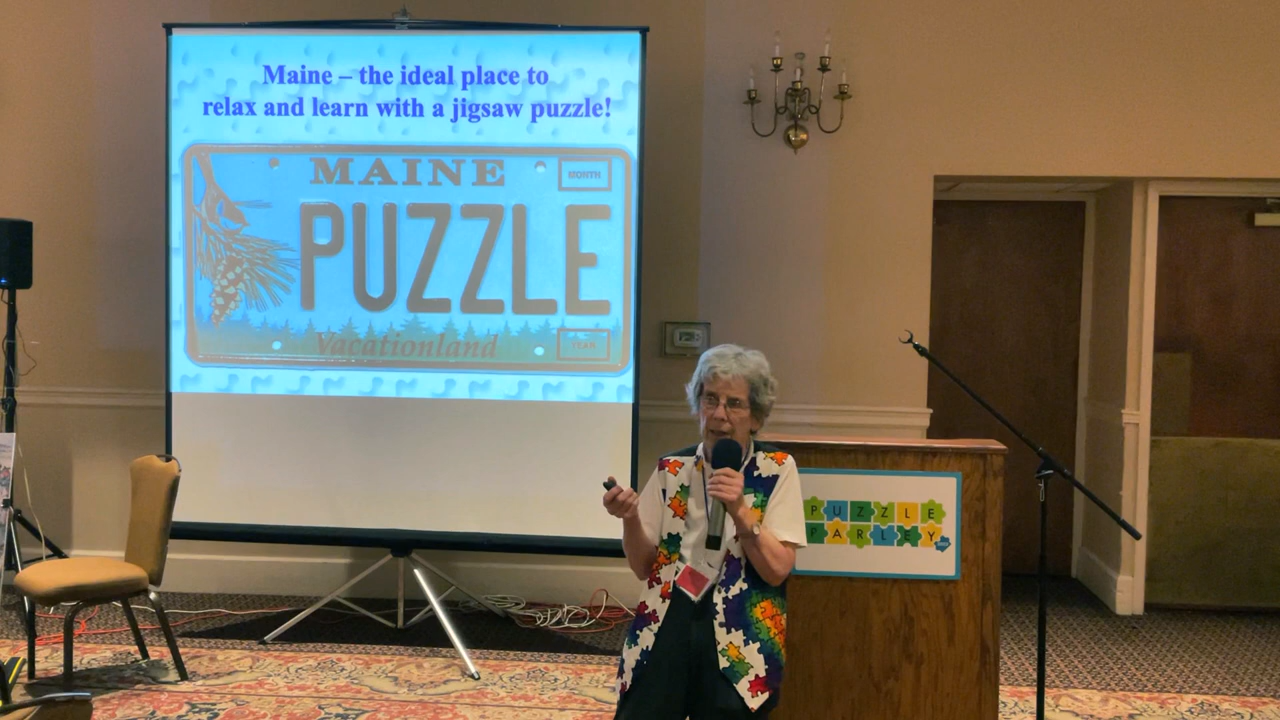 Maine – the ideal place to
relax and learn with a jigsaw puzzle!
MAINE
MONTH
PUZZLE
Vacationland
YEAR
PUZZLE
PARLEY